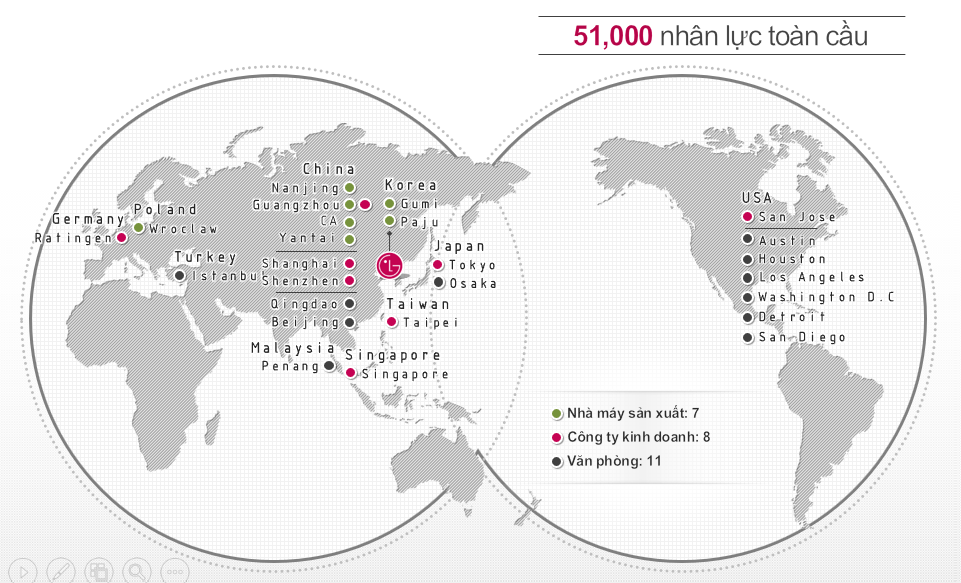 51,000 nhân lực toàn cầu
China
Nanjing
Guangzhou
CA
Yantai
Shanghai
Shenzhen
Qingdao
Beijing
Korea
Gumi
Paju
Germany
Ratingen
Poland
Wroclaw
Turkey
Istanbul
Japan
Tokyo
Osaka
Taiwan
Taipei
Malaysia
Penang
Singapore
Singapore
USA
San Jose
Austin
Houston
Los Angeles
Washington D.C
Detroit
San Diego
Nhà máy sản xuất: 7
Công ty kinh doanh: 8
Văn phòng: 11